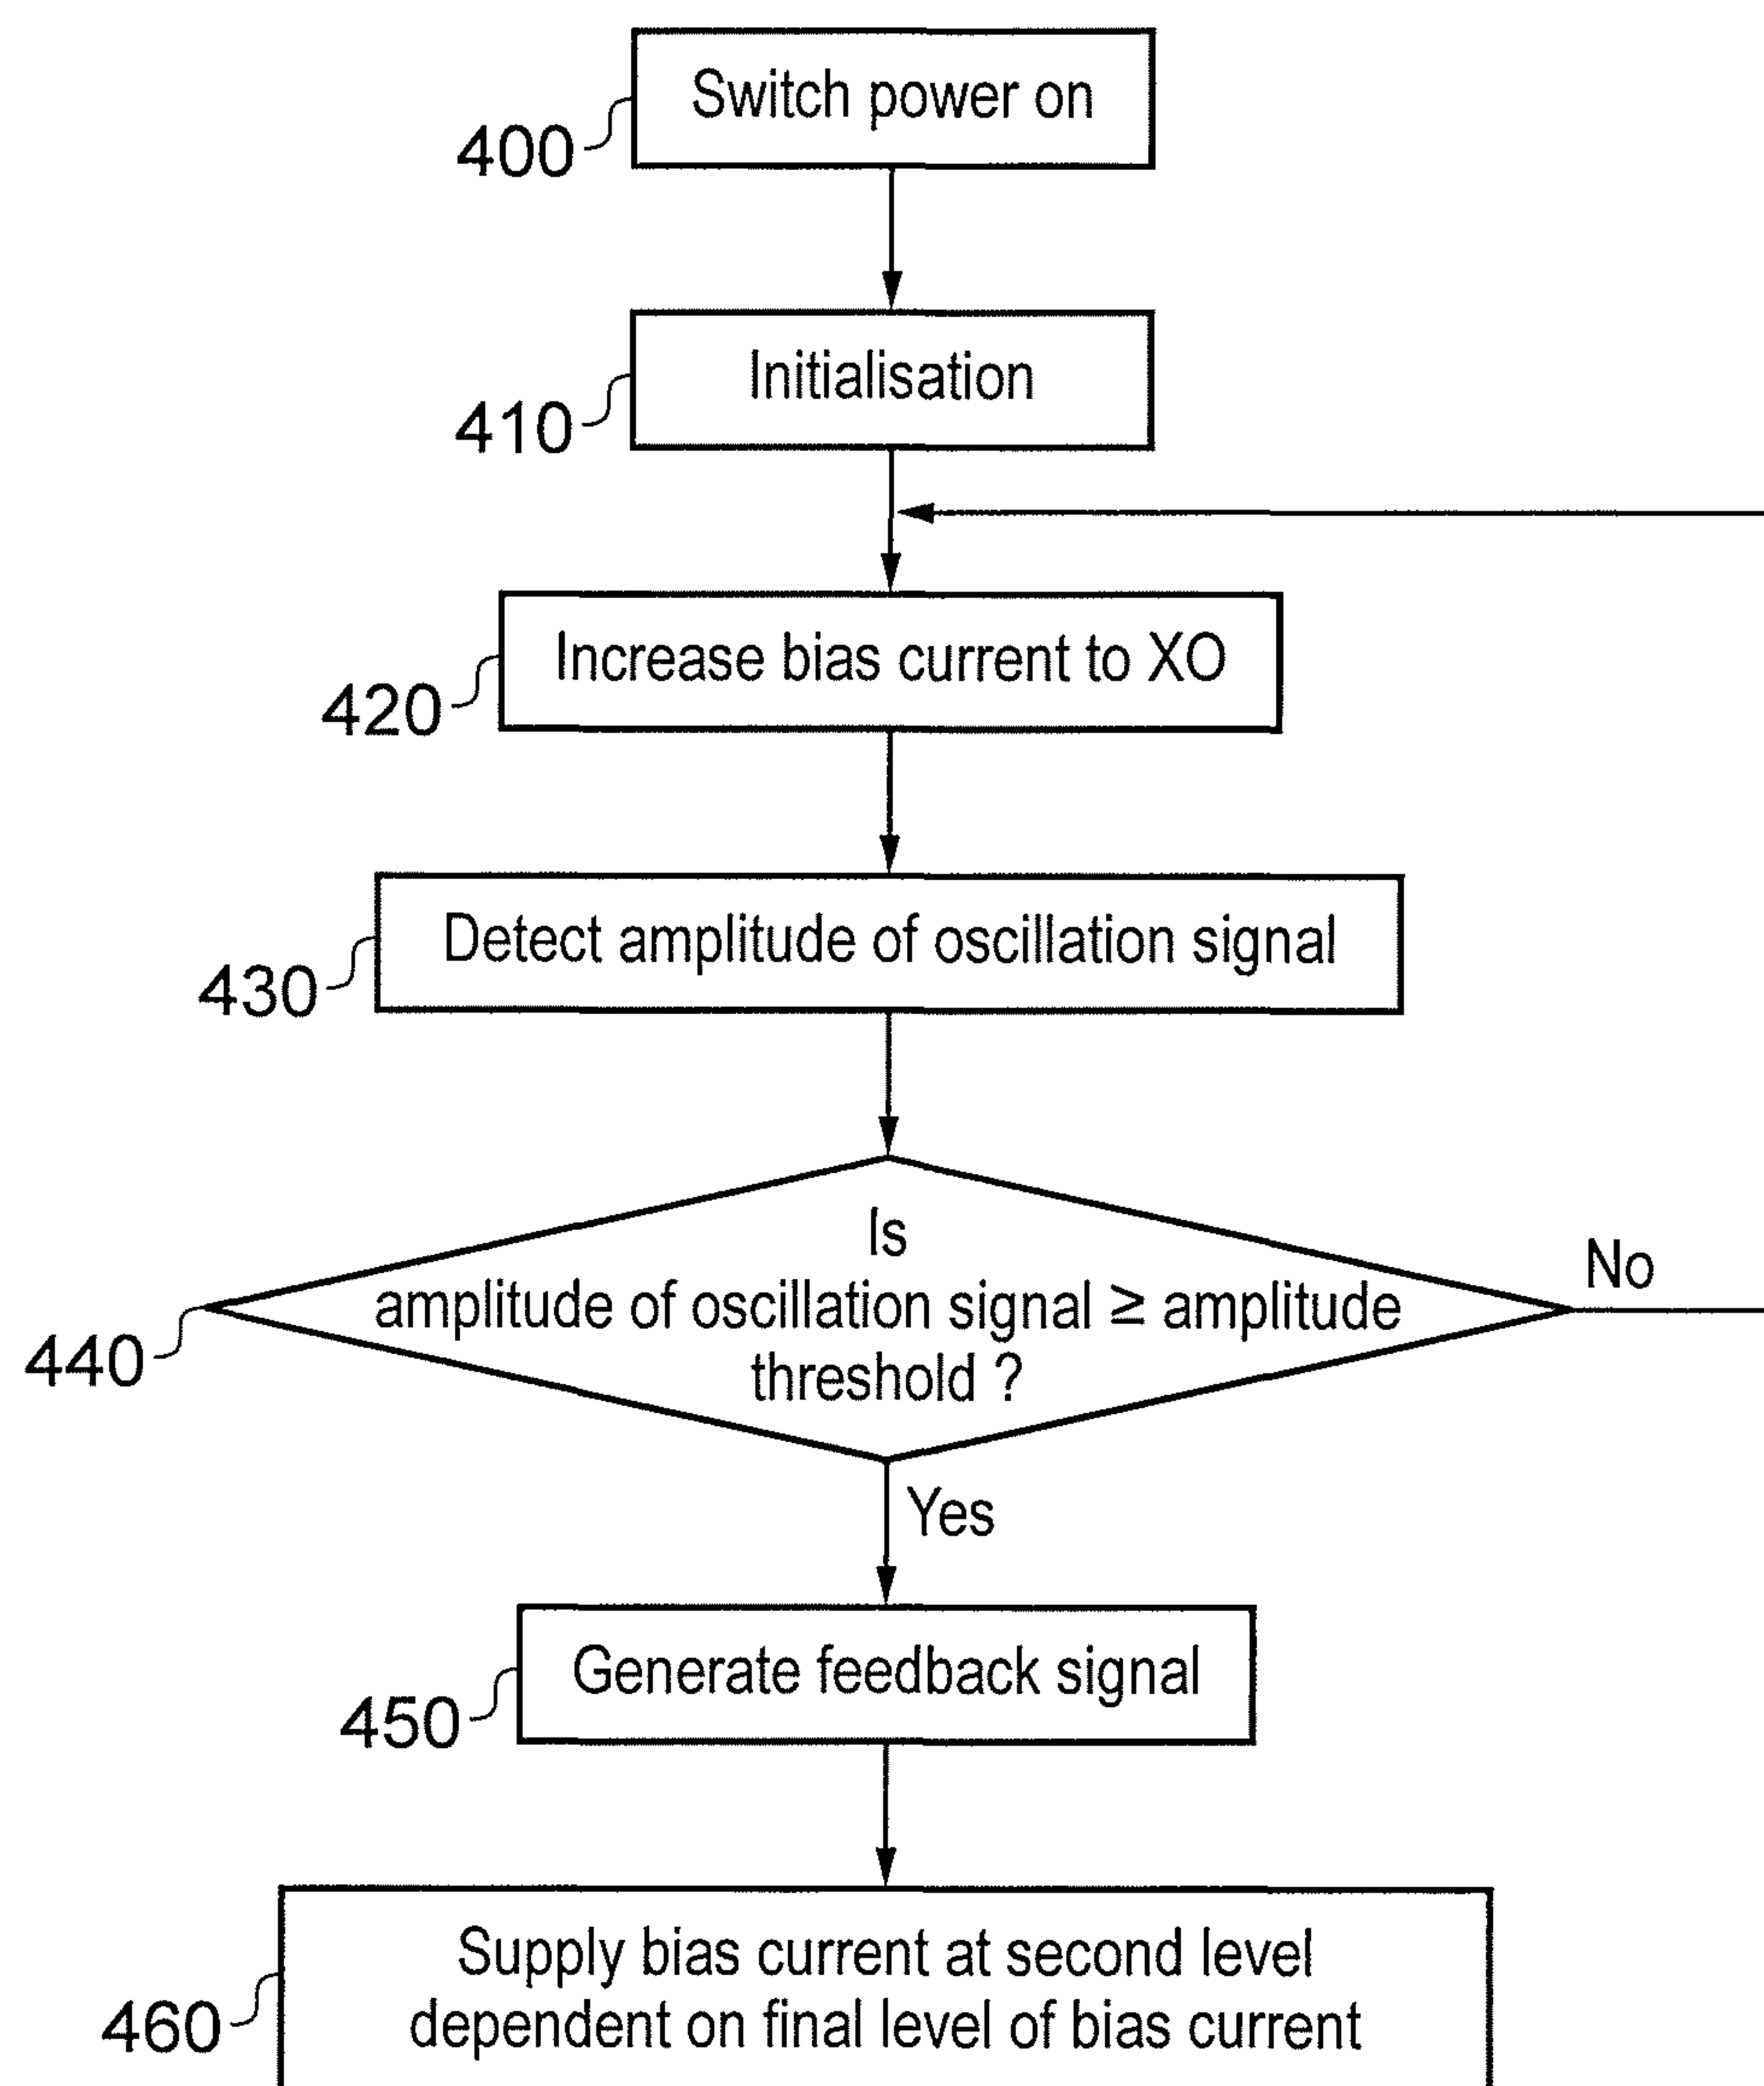 Switch power on
400
Initialisation
410
Increase bias current to XO
420
Detect amplitude of oscillation signal
430
Is
amplitude of oscillation signal ≥ amplitude
threshold ?
No
440
Yes
Generate feedback signal
450
Supply bias current at second level
dependent on final level of bias current
460